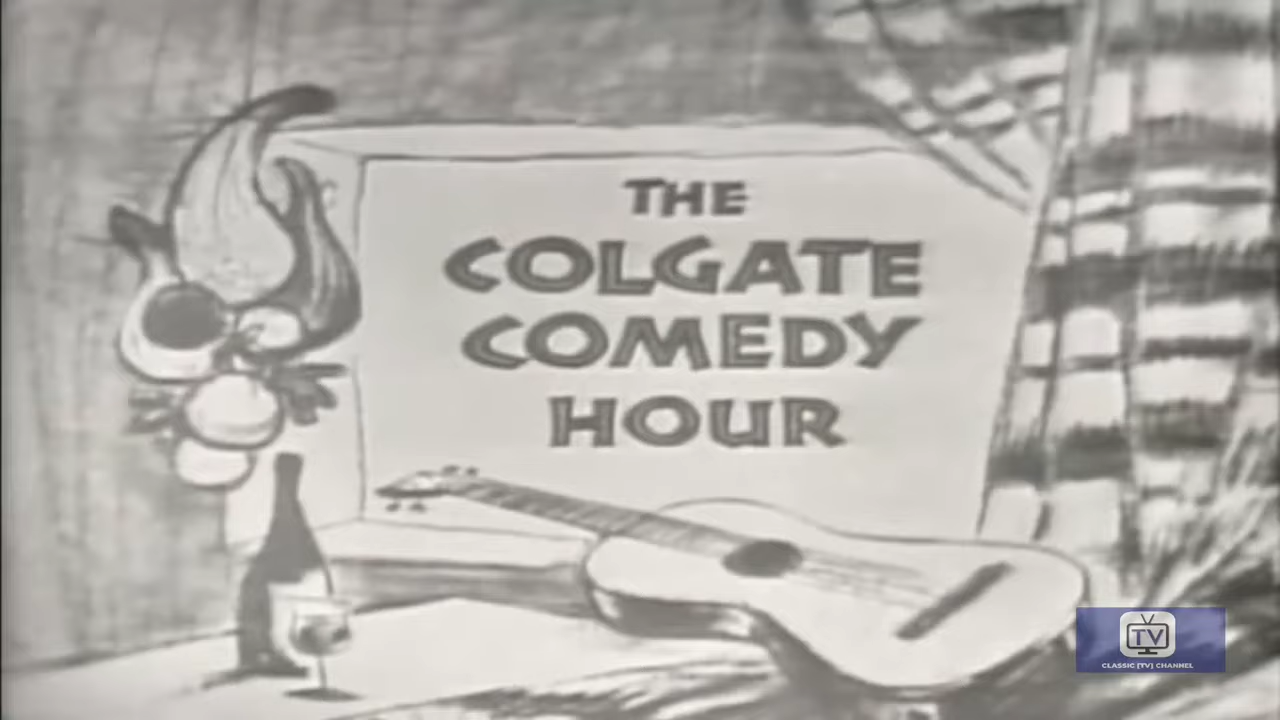 THE
COLGATE
COMEDY
HOUR
TV
CLASSIC [TV] CHANNEL